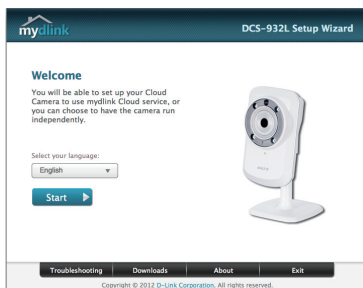 mydlink
DCS-932L Setup Wizard
Welcome
You will be able to set up your Cloud
Camera to use mydlink Cloud service, or
you can choose to have the camera run
independently.
Select your language:
English
Start
Troubleshooting Downloads About Exit
Copyright © 2012 D-Link Corporation. All rights reserved.